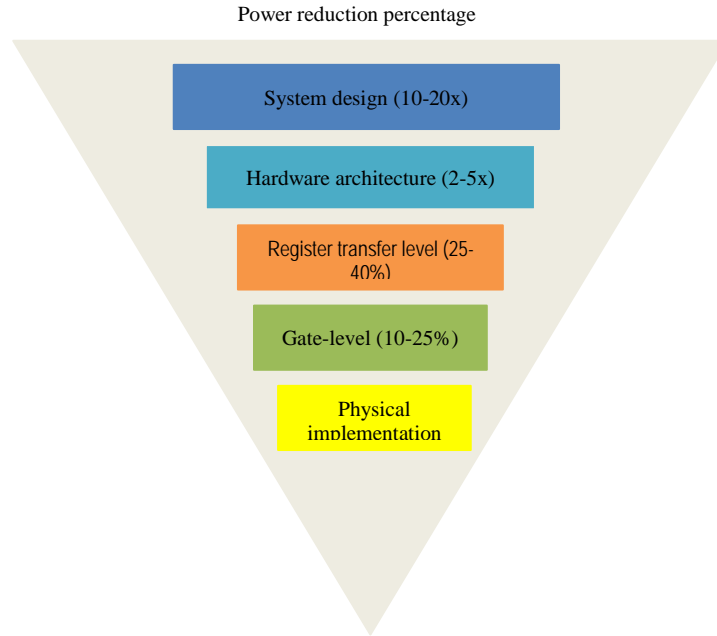 Power reduction percentage
System design (10-20x)
Hardware architecture (2-5x)
Register transfer level (25-
40%)
Gate-level (10-25%)
Physical
implementation